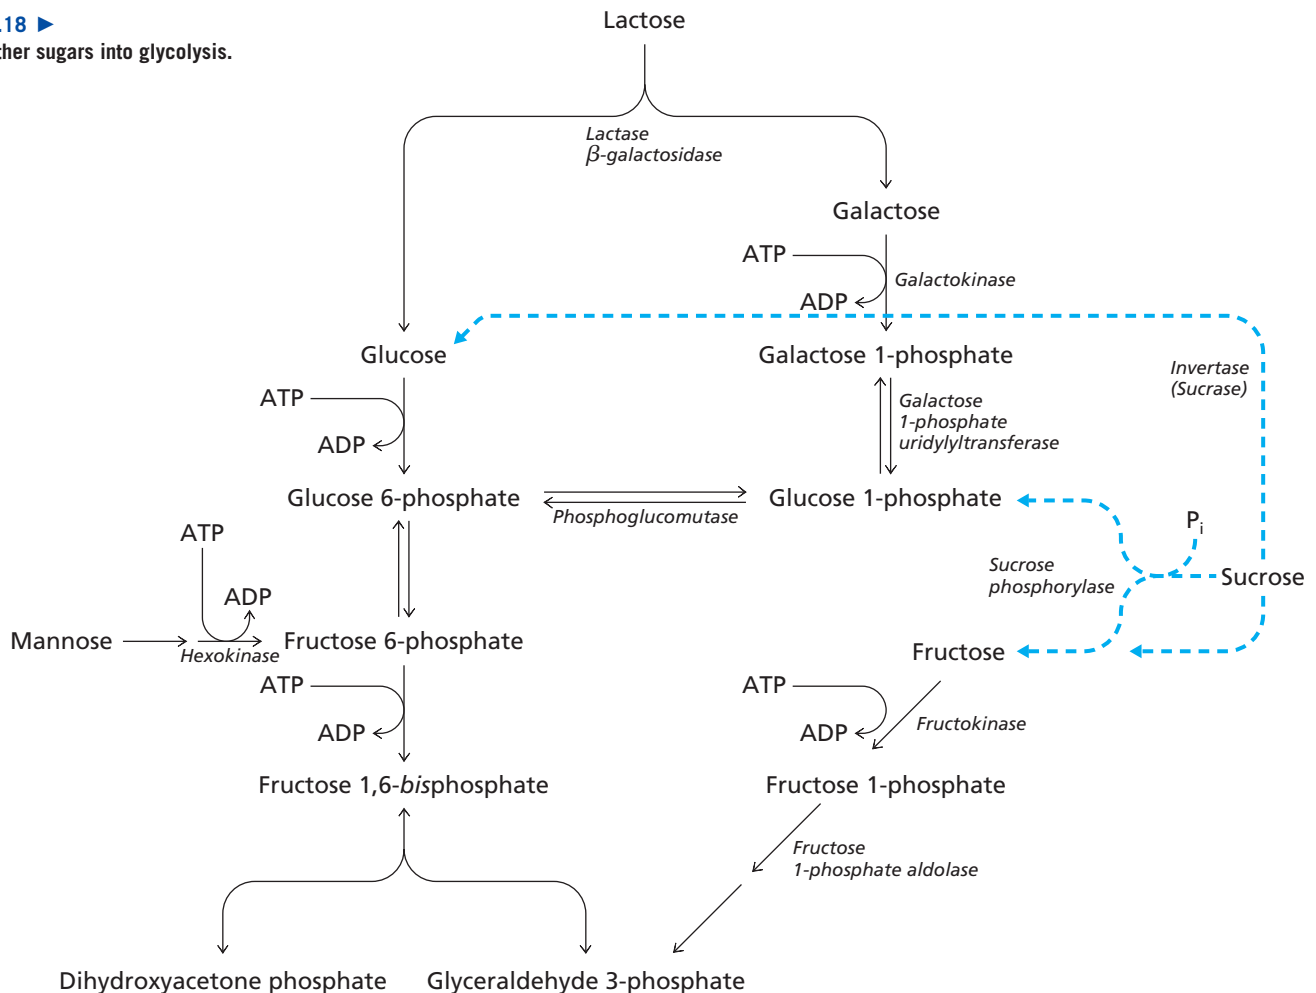 .18 ►
ther sugars into glycolysis.
Lactose
Lactase
β-galactosidase
Galactose
ATP
Galactokinase
ADP
Glucose
Galactose 1-phosphate
Invertase
(Sucrase)
ATP
ADP
Galactose
1-phosphate
uridylyltransferase
Glucose 6-phosphate
Phosphoglucomutase
Glucose 1-phosphate
ATP
ADP
Pi
Sucrose
phosphorylase
Sucrose
Mannose
Hexokinase
Fructose 6-phosphate
Fructose
ATP
ADP
ATP
ADP
Fructokinase
Fructose 1,6-bisphosphate
Fructose 1-phosphate
Fructose
1-phosphate aldolase
Dihydroxyacetone phosphate
Glyceraldehyde 3-phosphate